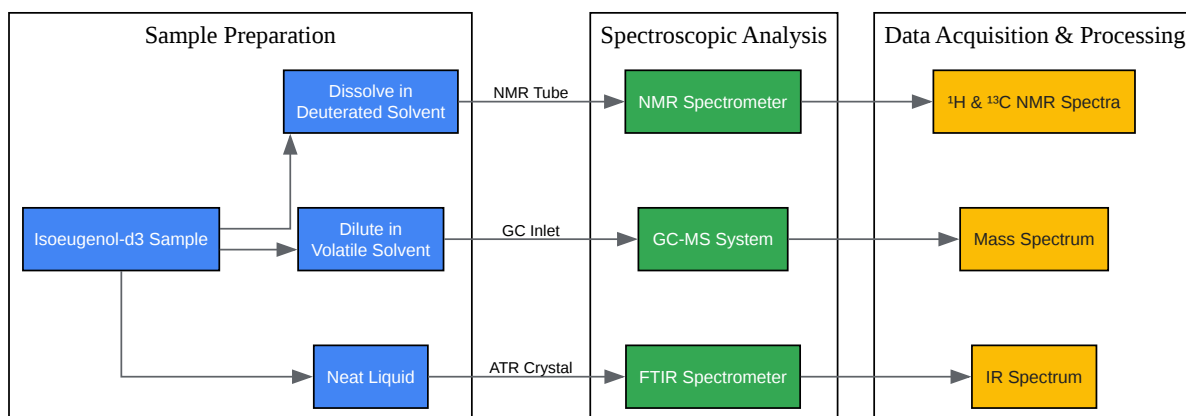 Sample Preparation
Spectroscopic Analysis
Data Acquisition & Processing
Dissolve in
Deuterated Solvent
NMR Tube
NMR Spectrometer
¹H & ¹³C NMR Spectra
Isoeugenol-d3 Sample
Dilute in
Volatile Solvent
GC Inlet
GC-MS System
Mass Spectrum
Neat Liquid
ATR Crystal
FTIR Spectrometer
IR Spectrum